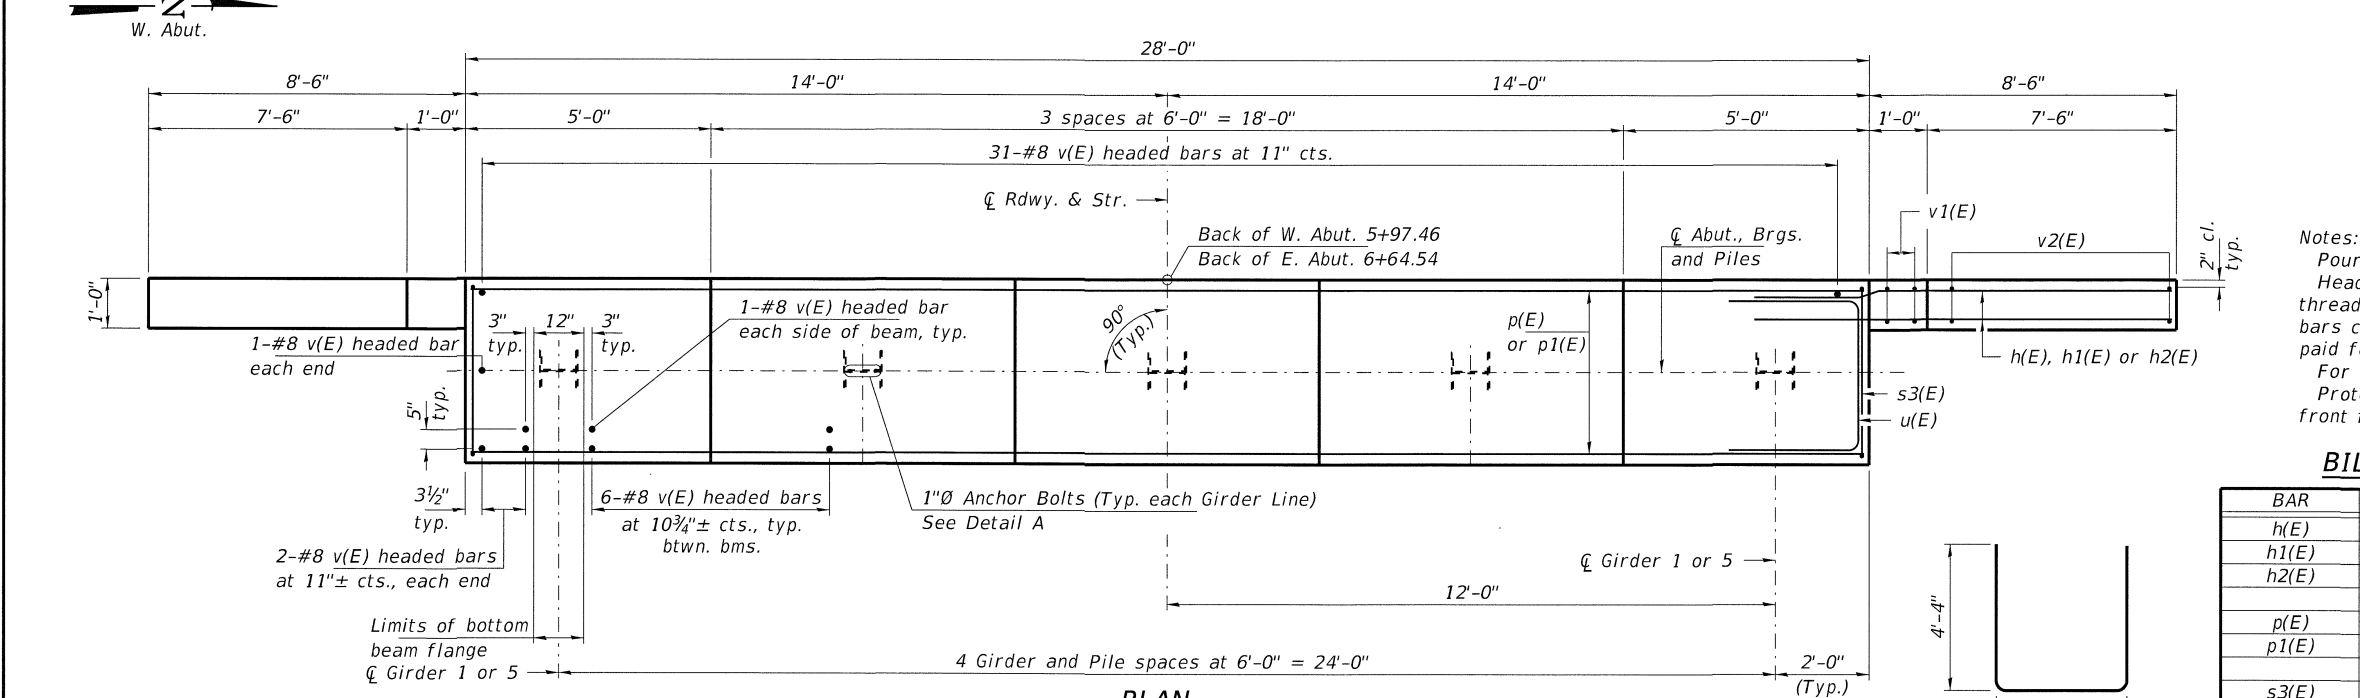 N
W. Abut.
28'-0"
8'-6"
14'-0"
14'-0"
8'-6"
7'-6"
1'-0"
5'-0"
3 spaces at 6'-0" = 18'-0"
5'-0"
1'-0"
7'-6"
31-#8 v(E) headed bars at 11" cts.
℄ Rdwy. & Str.
v1(E)
Back of W. Abut. 5+97.46
Back of E. Abut. 6+64.54
℄ Abut., Brgs.
and Piles
v2(E)
2" cl.
typ.
1'-0"
1-#8 v(E) headed bar
each end
3"
typ.
12"
3"
typ.
1-#8 v(E) headed bar
each side of beam, typ.
90°
(Typ.)
p(E)
or p1(E)
h(E), h1(E) or h2(E)
s3(E)
u(E)
5"
typ.
3½"
typ.
6-#8 v(E) headed bars
at 10¾"± cts., typ.
btwn. bms.
1"Ø Anchor Bolts (Typ. each Girder Line)
See Detail A
2-#8 v(E) headed bars
at 11"± cts., each end
℄ Girder 1 or 5
12'-0"
Limits of bottom
beam flange
℄ Girder 1 or 5
4 Girder and Pile spaces at 6'-0" = 24'-0"
2'-0"
(Typ.)
PLAN
4'-4"
Notes:
Pour
Head
thread
bars c
paid f
For
Prot
front
BIL
BAR
h(E)
h1(E)
h2(E)
p(E)
p1(E)
s3(E)